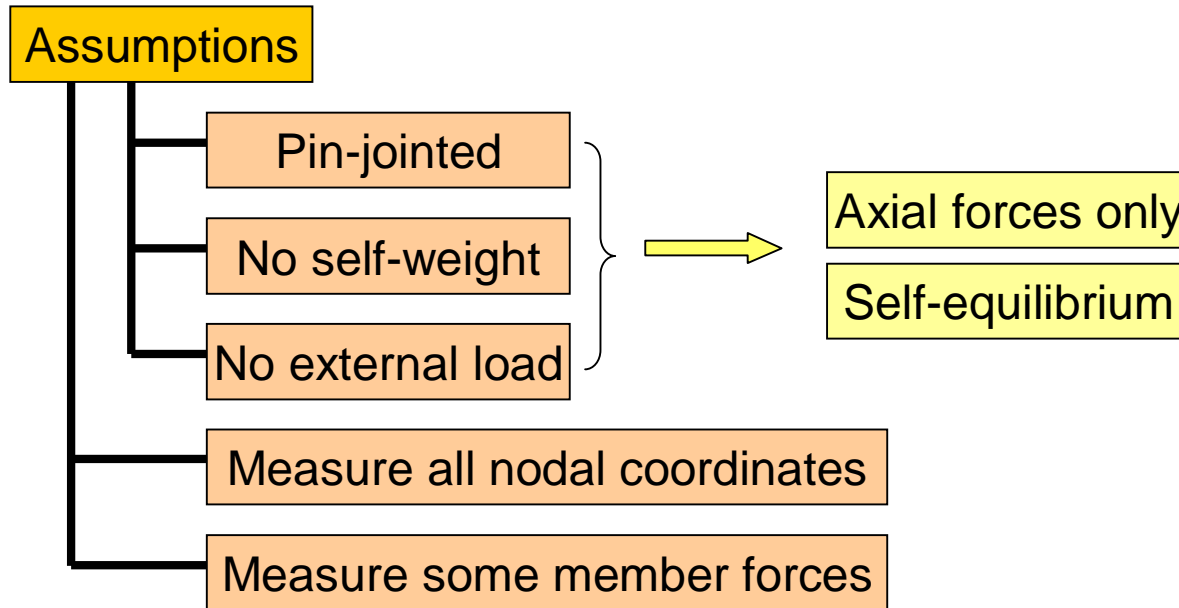 Assumptions
Pin-jointed
No self-weight
No external load
Axial forces only
Self-equilibrium
Measure all nodal coordinates
Measure some member forces